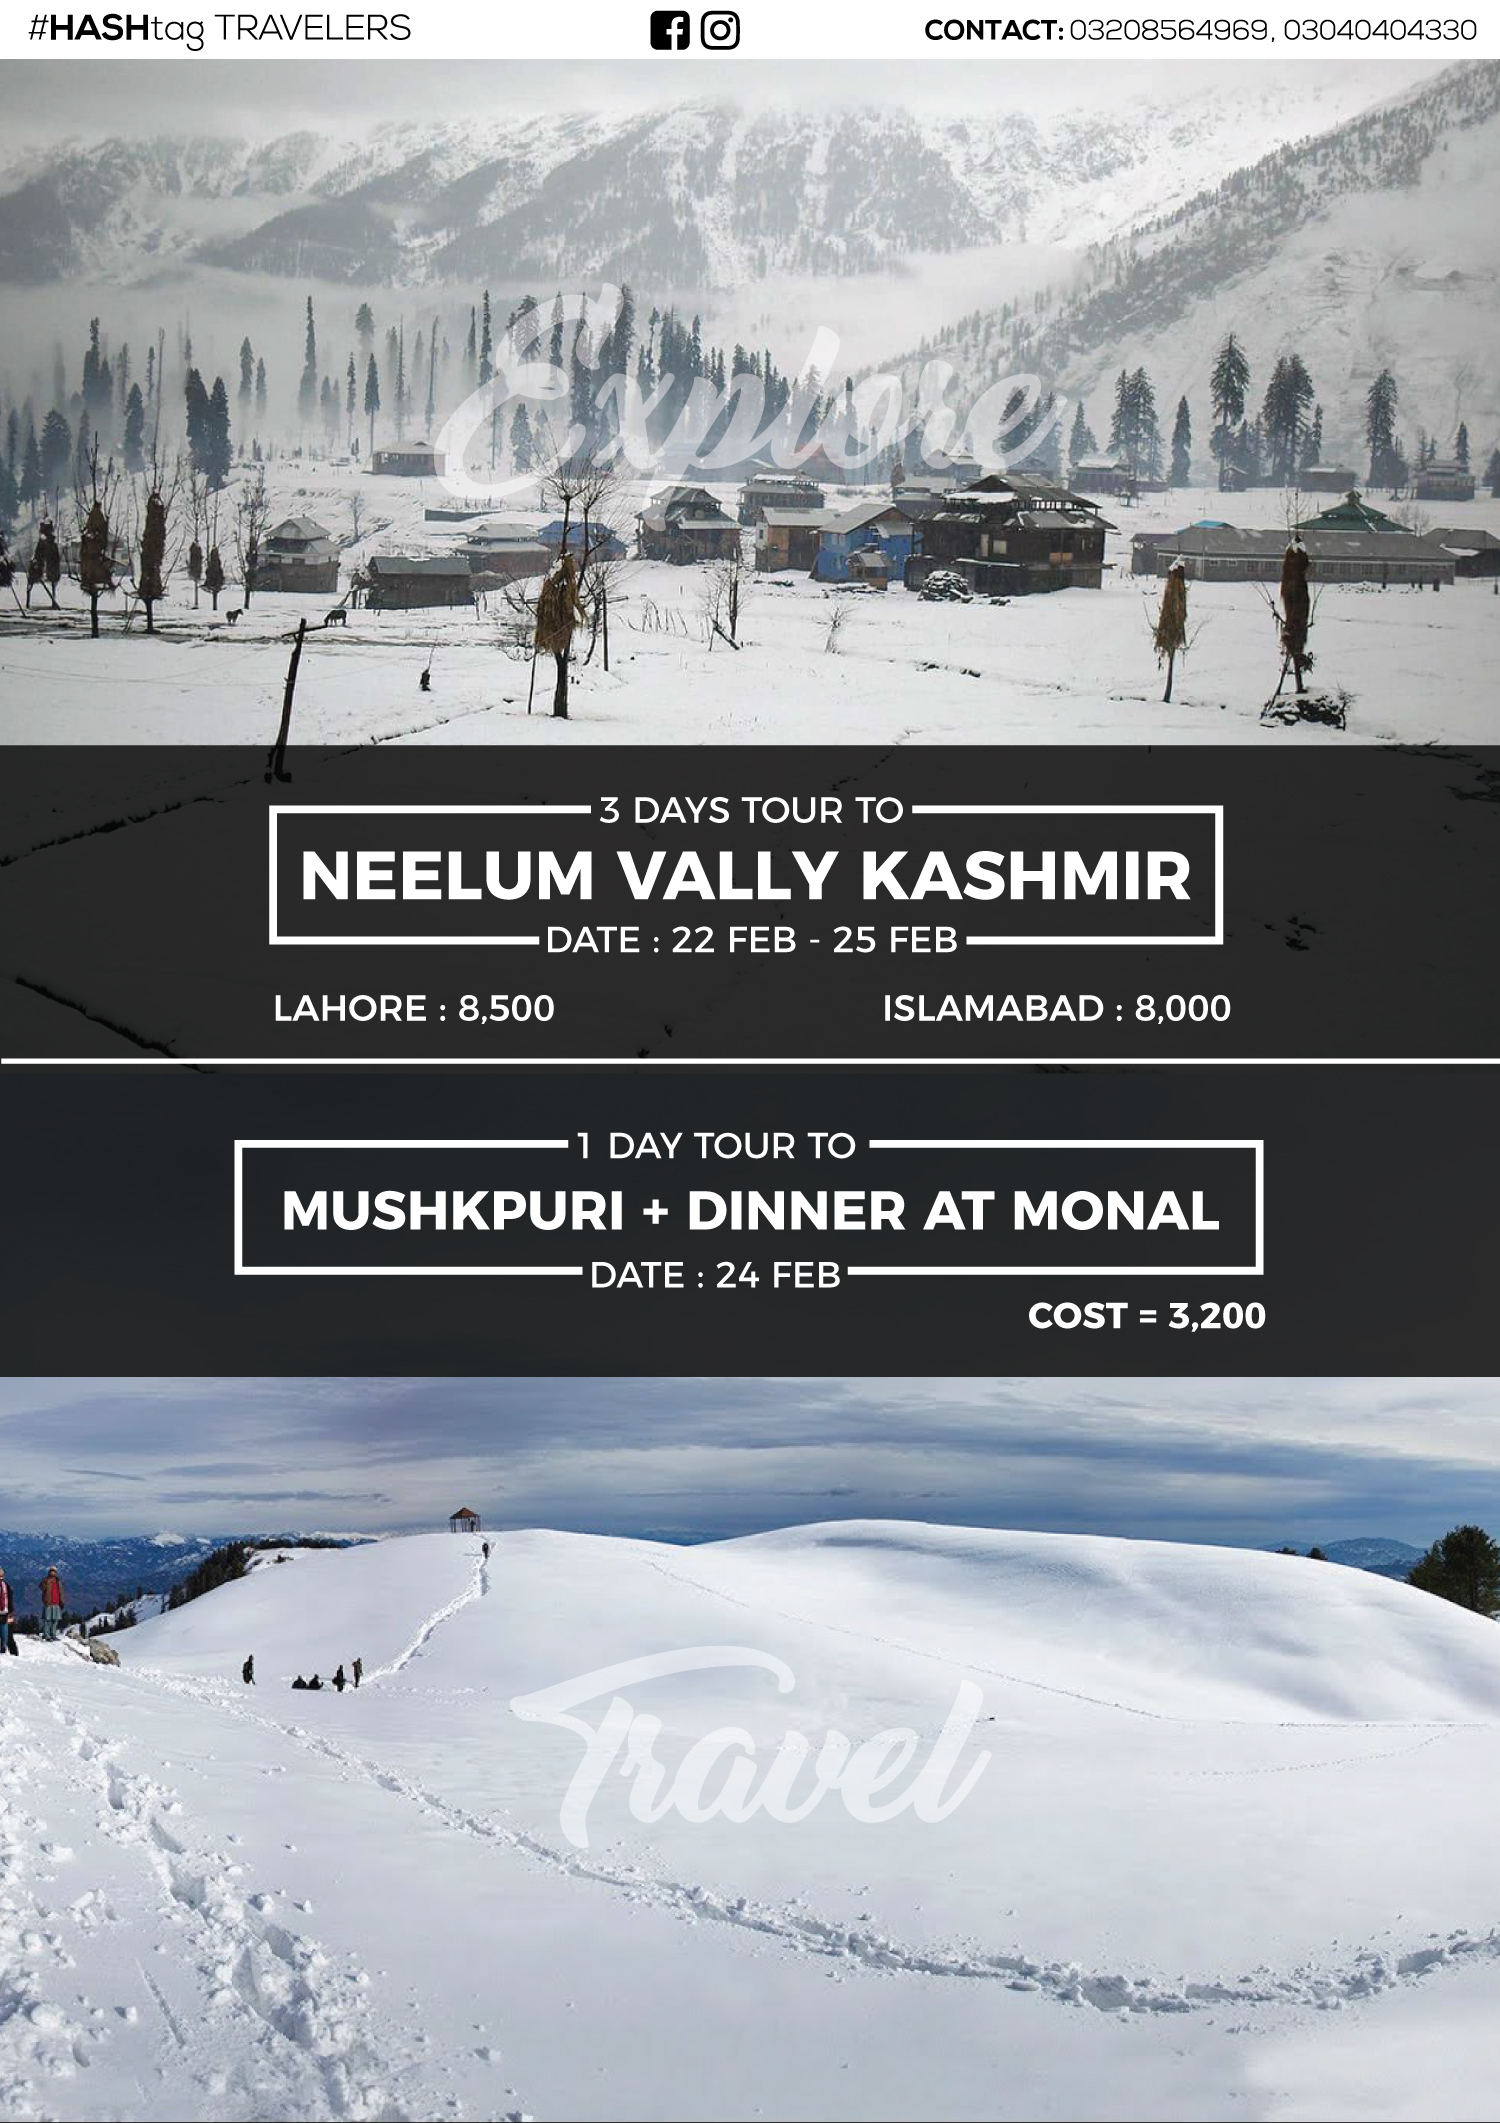 #HASHtag TRAVELERS
CONTACT: 03208564969, 03040404330
Explore
3 DAYS TOUR TO
NEELUM VALLY KASHMIR
DATE : 22 FEB - 25 FEB
LAHORE : 8,500
ISLAMABAD : 8,000
1 DAY TOUR TO
MUSHKPURI + DINNER AT MONAL
DATE : 24 FEB
COST = 3,200
Travel